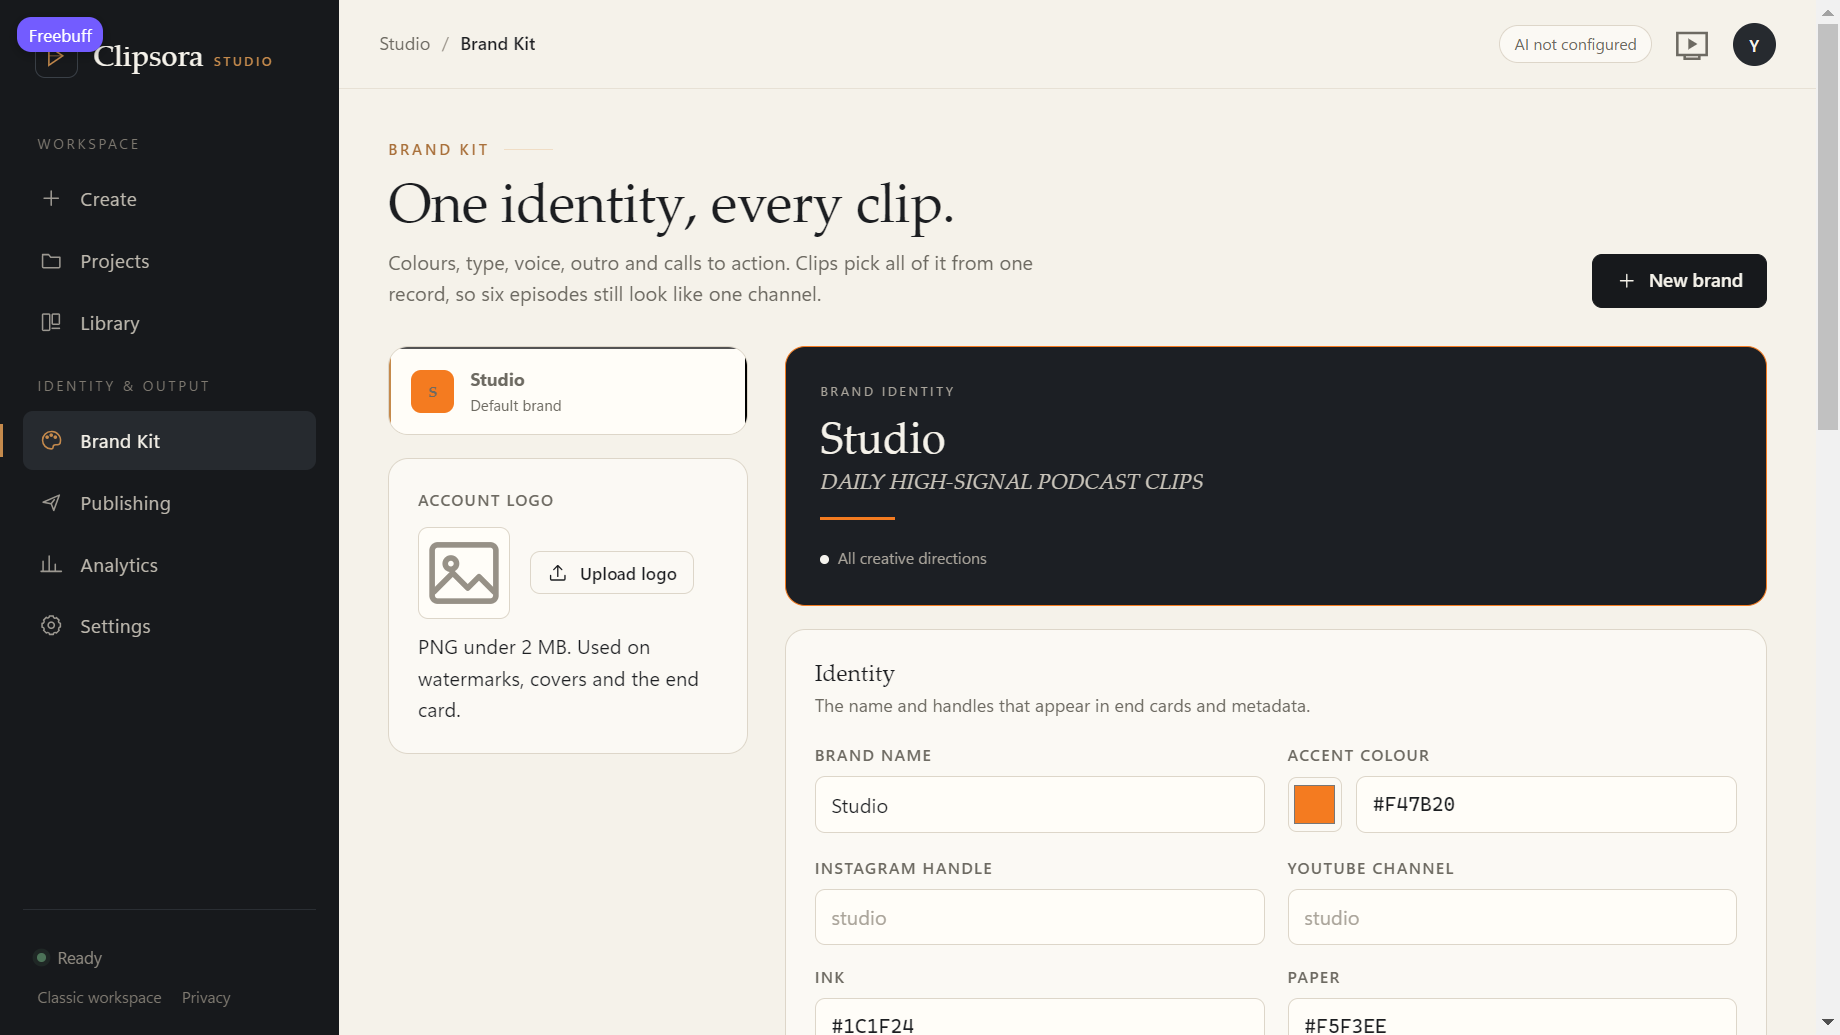 Freebuff
Clipsora STUDIO
WORKSPACE
Create
Projects
Library
IDENTITY & OUTPUT
Brand Kit
Publishing
Analytics
Settings
Ready
Classic workspace Privacy
Studio / Brand Kit
AI not configured
Y
BRAND KIT
One identity, every clip.
Colours, type, voice, outro and calls to action. Clips pick all of it from one
record, so six episodes still look like one channel.
New brand
S
Studio
Default brand
ACCOUNT LOGO
Upload logo
PNG under 2 MB. Used on
watermarks, covers and the end
card.
BRAND IDENTITY
Studio
DAILY HIGH-SIGNAL PODCAST CLIPS
All creative directions
Identity
The name and handles that appear in end cards and metadata.
BRAND NAME
Studio
ACCENT COLOUR
#F47B20
INSTAGRAM HANDLE
studio
YOUTUBE CHANNEL
studio
INK
#1C1F24
PAPER
#F5F3EE